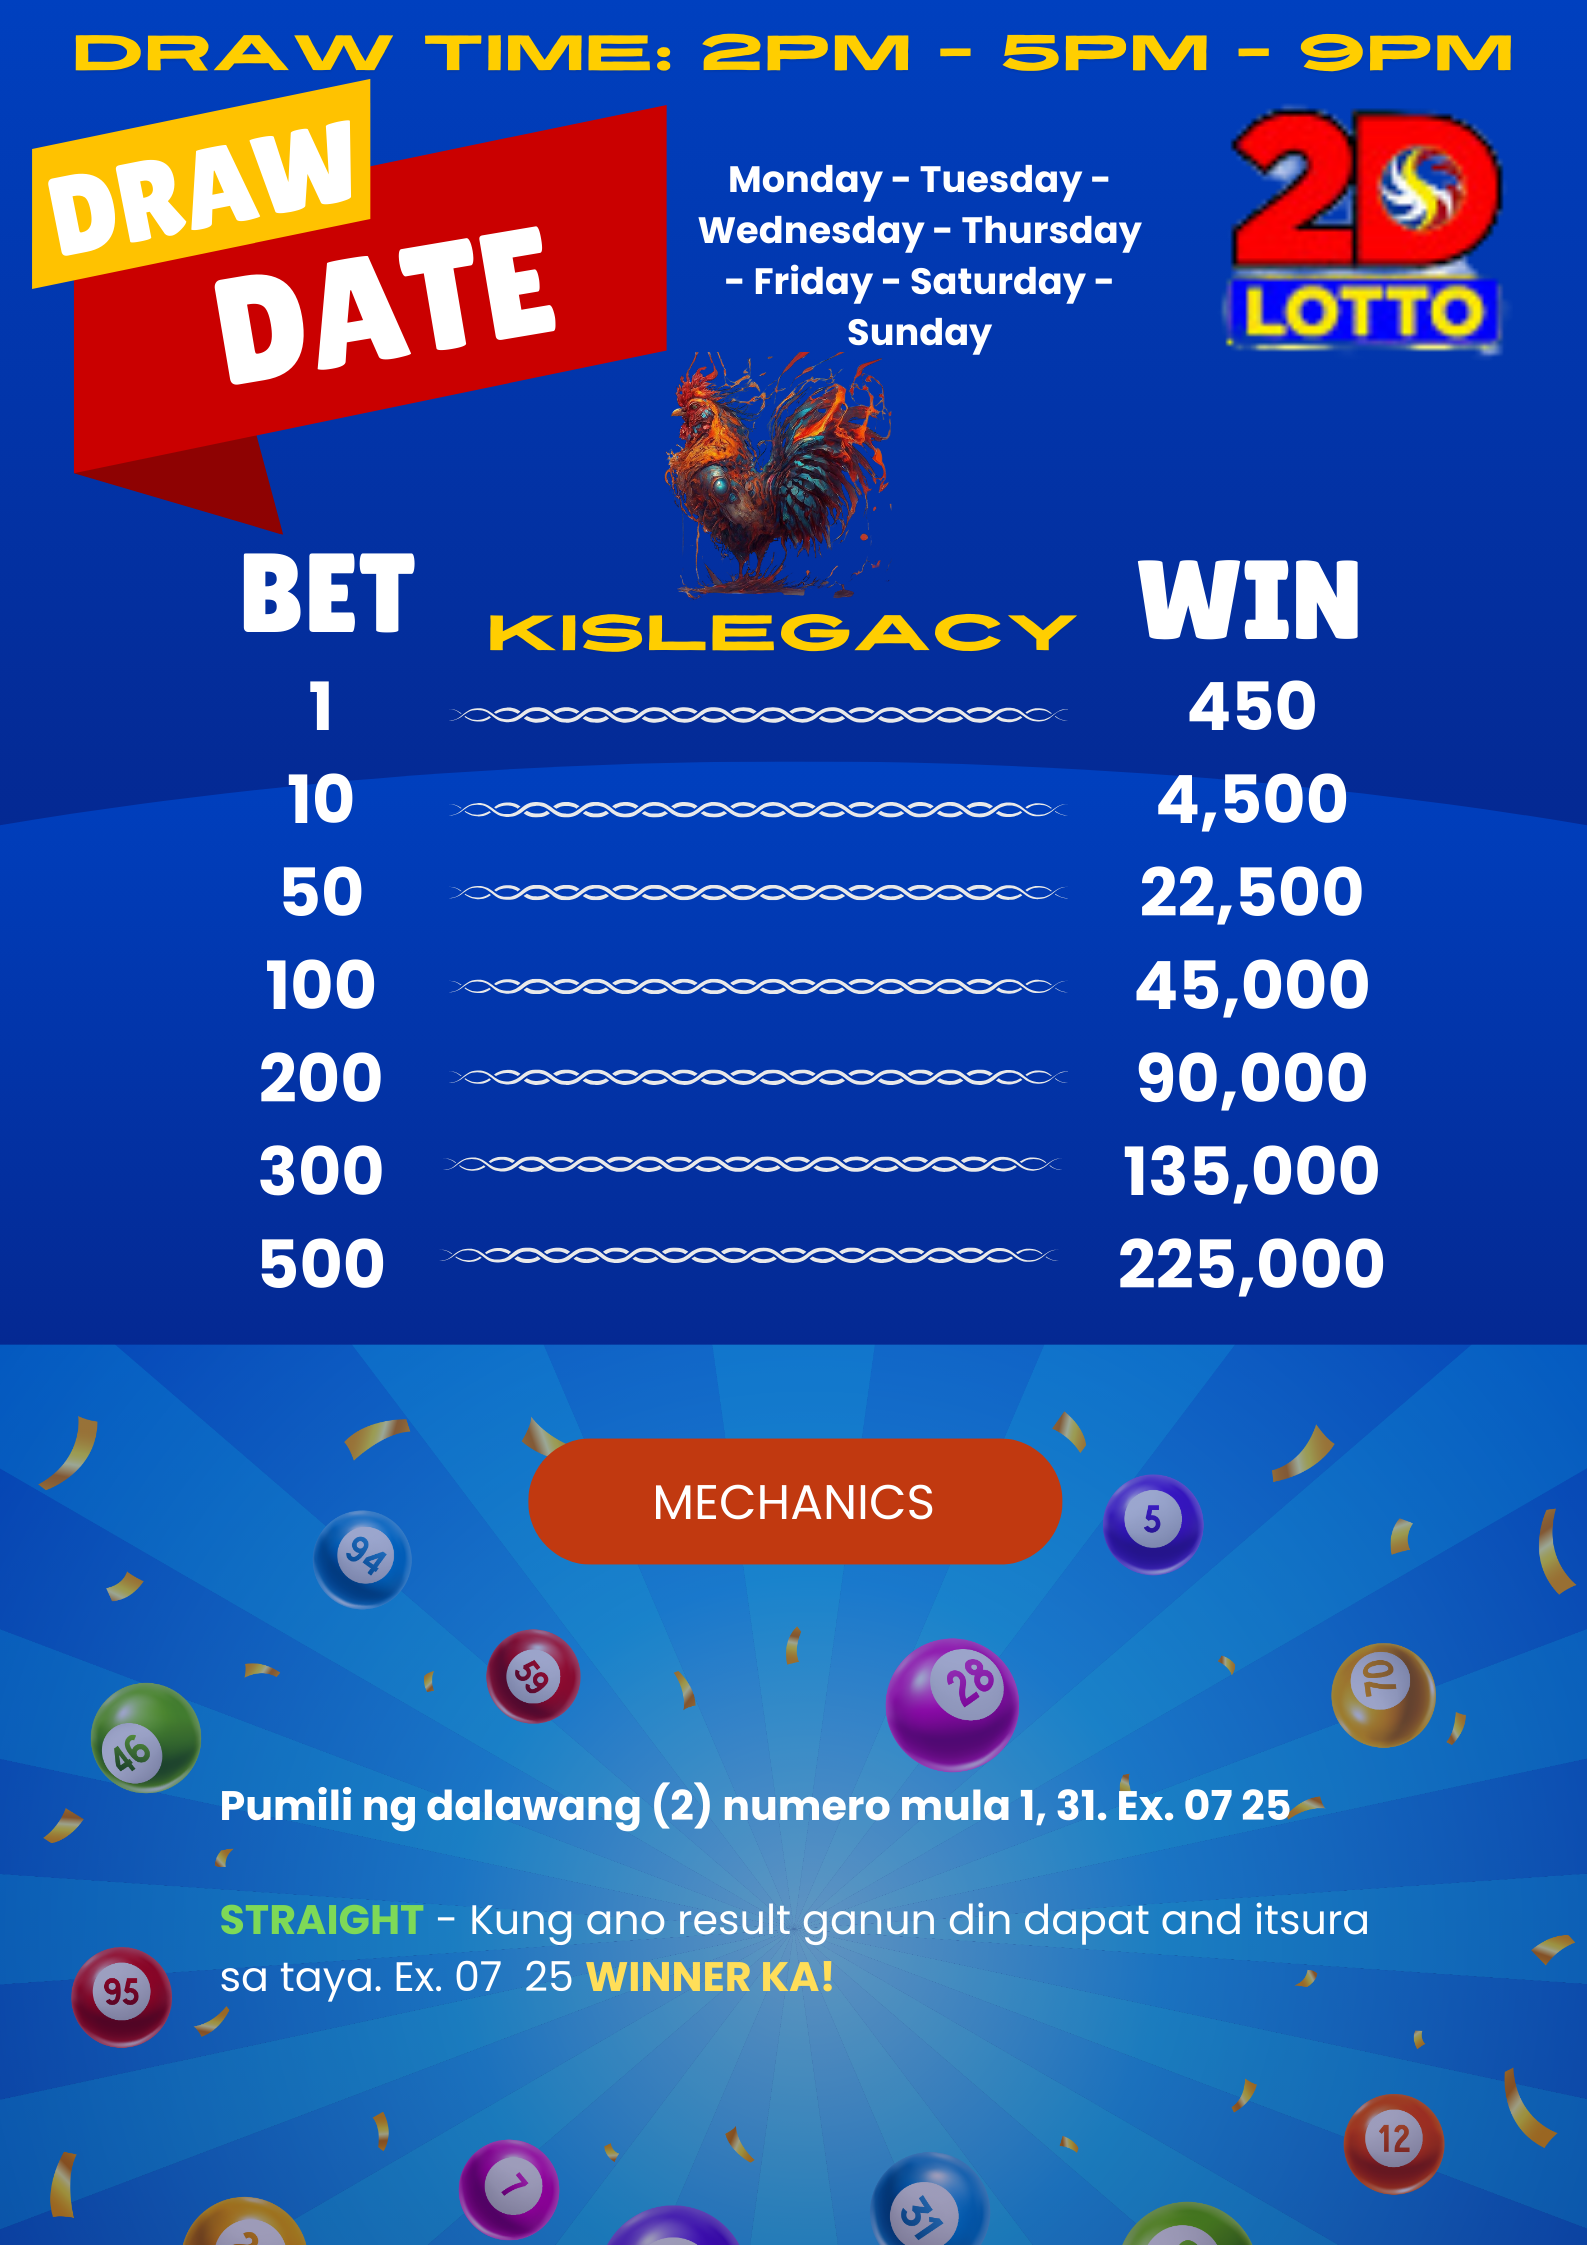 DRAW TIME: 2PM - 5PM - 9PM
DRAW
DATE
Monday - Tuesday -
Wednesday - Thursday
- Friday - Saturday -
Sunday
2D
LOTTO
BET
KISLEGACY
WIN
1 450
10 4,500
50 22,500
100 45,000
200 90,000
300 135,000
500 225,000
MECHANICS
94
5
59
28
70
46
Pumili ng dalawang (2) numero mula 1, 31. Ex. 07 25
STRAIGHT - Kung ano result ganun din dapat and itsura
sa taya. Ex. 07 25 WINNER KA!
95
12
7
31